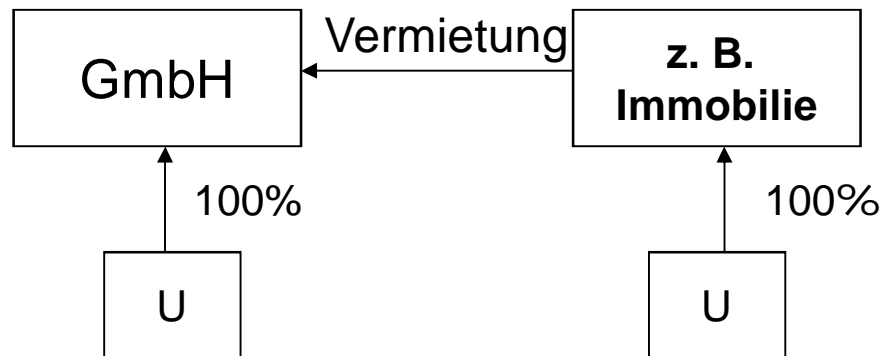 Vermietung
GmbH
z. B.
Immobilie
100%
100%
U
U